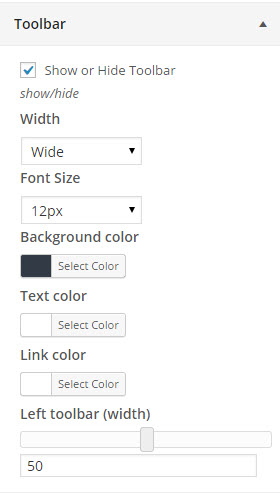 Toolbar
Show or Hide Toolbar
show/hide
Width
Wide
Font Size
12px
Background color
Select Color
Text color
Select Color
Link color
Select Color
Left toolbar (width)
50